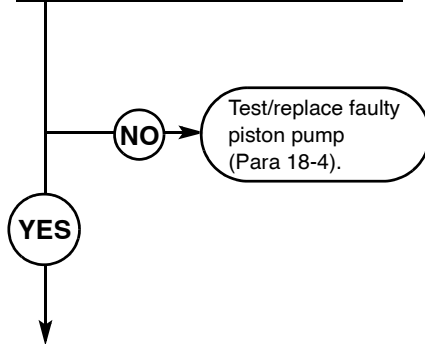 Test/replace faulty
NO
piston pump
(Para 18-4).
YES